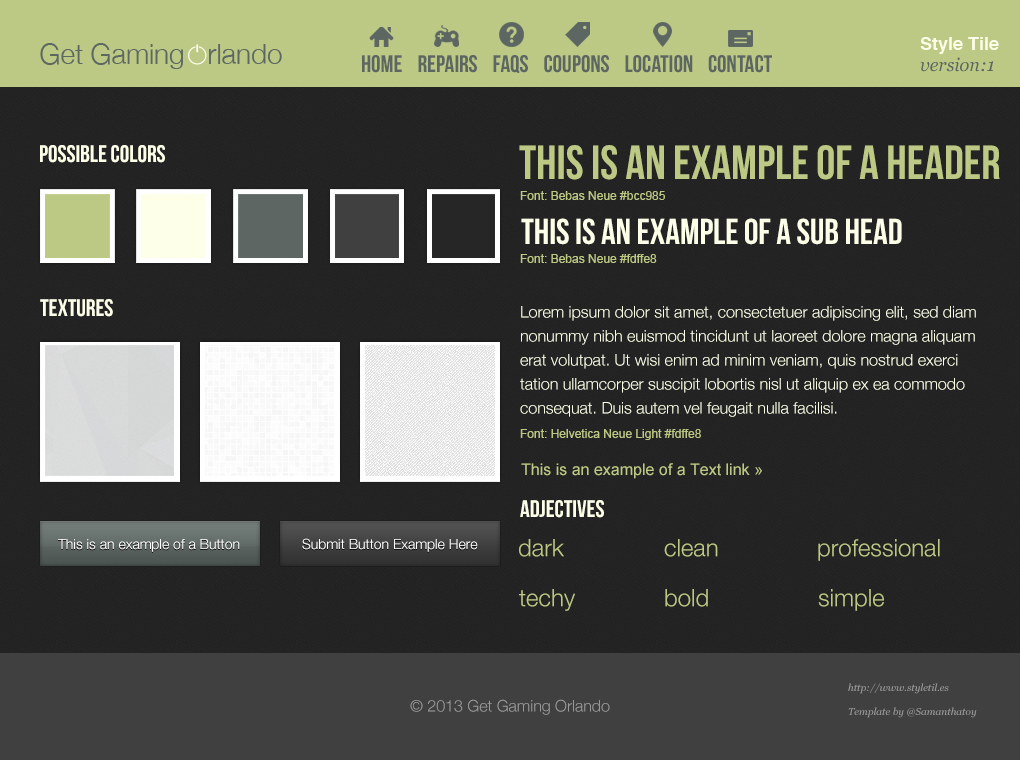 Get Gaming Orlando
HOME REPAIRS FAQS COUPONS LOCATION CONTACT
Style Tile
version:1
POSSIBLE COLORS
TEXTURES
This is an example of a Button
Submit Button Example Here
THIS IS AN EXAMPLE OF A HEADER
Font: Bebas Neue #bcc985
THIS IS AN EXAMPLE OF A SUB HEAD
Font: Bebas Neue #fdffe8
Lorem ipsum dolor sit amet, consectetuer adipiscing elit, sed diam
nonummy nibh euismod tincidunt ut laoreet dolore magna aliquam
erat volutpat. Ut wisi enim ad minim veniam, quis nostrud exerci
tation ullamcorper suscipit lobortis nisl ut aliquip ex ea commodo
consequat. Duis autem vel feugait nulla facilisi.
Font: Helvetica Neue Light #fdffe8
This is an example of a Text link »
ADJECTIVES
dark clean professional
techy bold simple
© 2013 Get Gaming Orlando
http://www.styletil.es
Template by @Samanthatoy